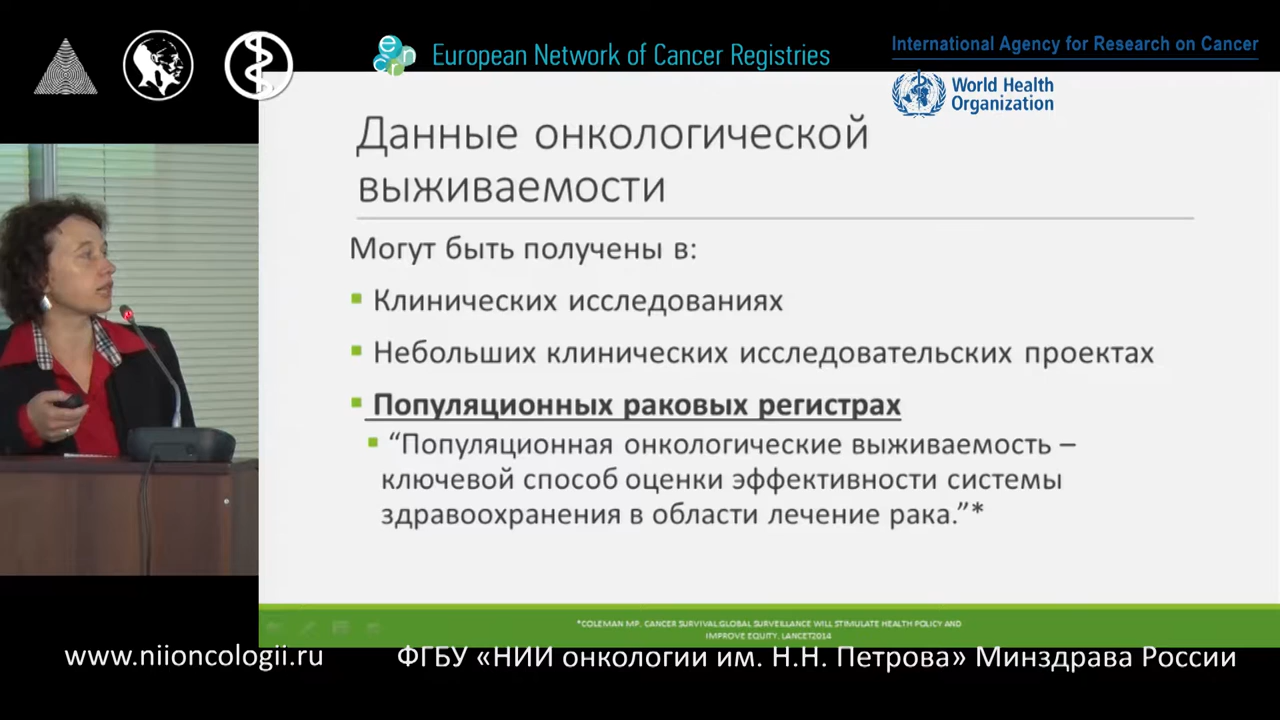 European Network of Cancer Registries
International Agency for Research on Cancer
World Health
Organization
Данные онкологической
выживаемости
Могут быть получены в:
Клинических исследованиях
Небольших клинических исследовательских проектах
Популяционных раковых регистрах
“Популяционная онкологические выживаемость –
ключевой способ оценки эффективности системы
здравоохранения в области лечение рака.”*
*COLEMAN MP. CANCER SURVIVAL:GLOBAL SURVEILLANCE WILL STIMULATE HEALTH POLICY AND
IMPROVE EQUITY. LANCET2014
www.niioncologii.ru
ФГБУ «НИИ онкологии им. Н.Н. Петрова» Минздрава России